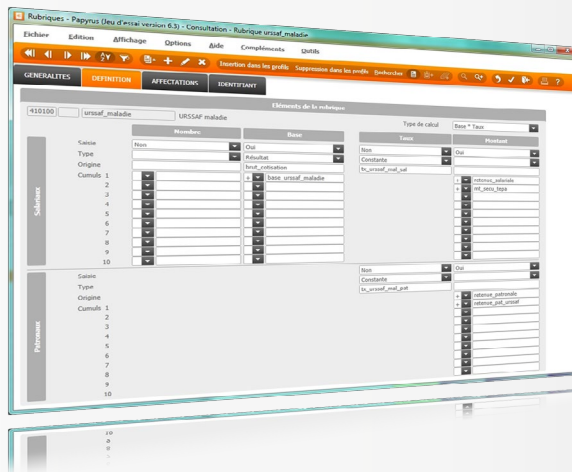 Rubriques - Papyrus (Jeu d'essai version 6.5) - Consultation - Rubrique urssaf_maladie
Fichier Edition Affichage Options Aide Compléments Outils
Insertion dans les profils Suppression dans les profils Recherchez
GENERALITES DEFINITION AFFECTATIONS IDENTIFIANT
Eléments de la rubrique
410100 urssaf_maladie URSSAF maladie Type de calcul Base * Taux
Nombre Base Taux Montant
Salariaux
Saisie Non Oui Non Oui
Type Résultat Constante
Origine brut_cotisation tx_urssaf_mal_sal
Cumuls 1 + base_urssaf_maladie + retenue_salariale
2 + mt_secu_tepa
3
4
5
6
7
8
9
10
Patronaux
Saisie Non Oui
Type Constante
Origine tx_urssaf_mal_pat
Cumuls 1 + retenue_patronale
2 + retenue_pat_urssaf
3
4
5
6
7
8
9
10